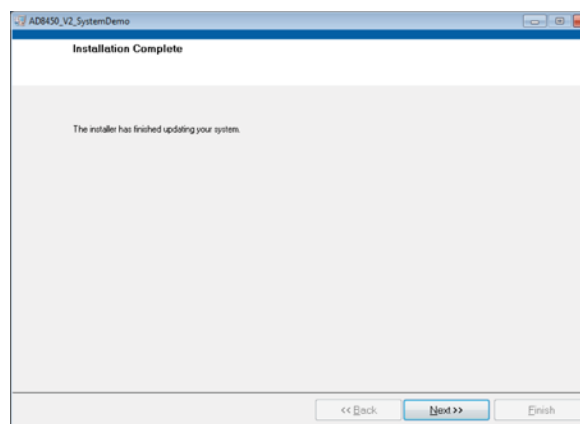 AD8450_V2_SystemDemo
Installation Complete
The installer has finished updating your system.
<< Back
Next >>
Finish